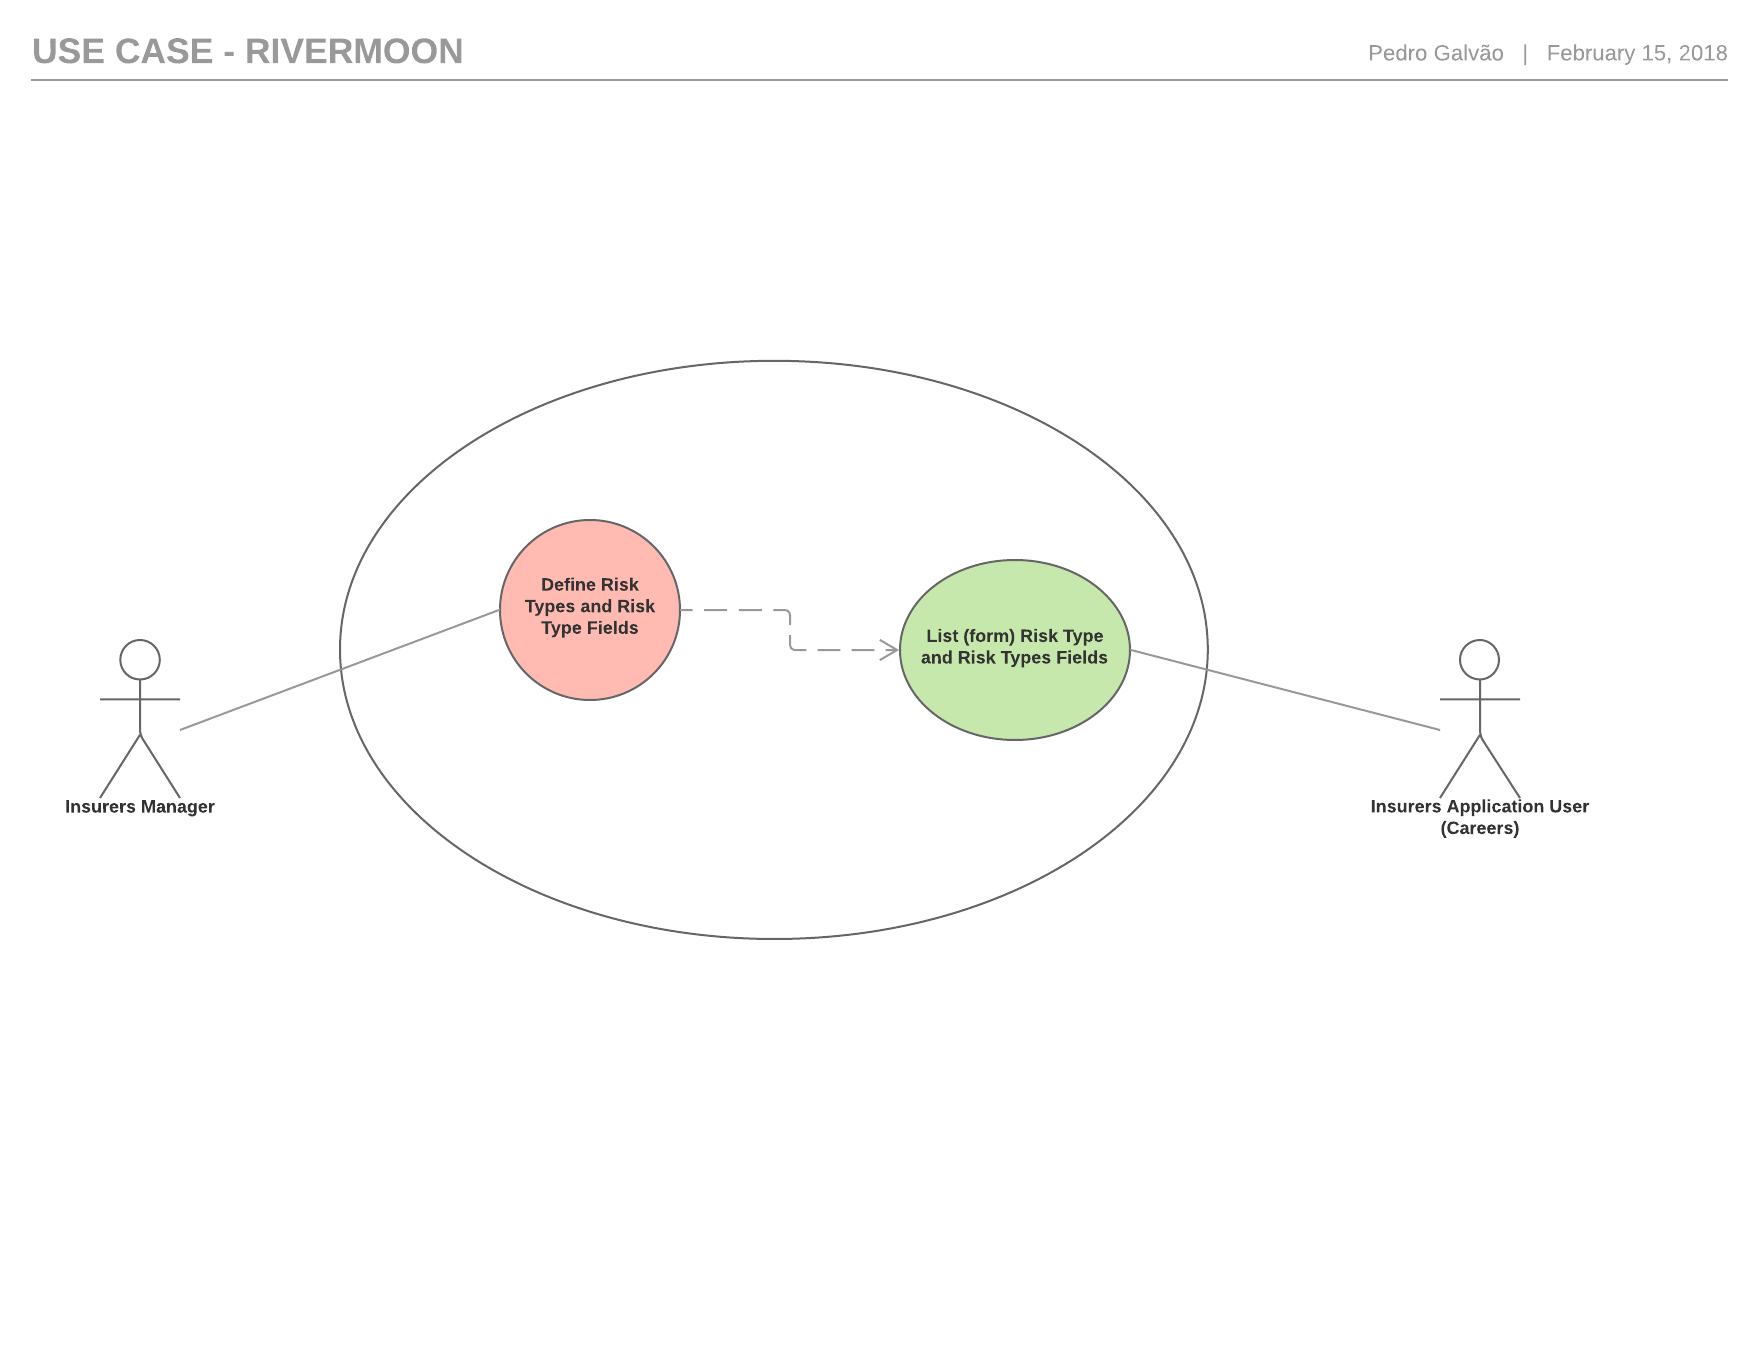 USE CASE - RIVERMOON
Pedro Galvão | February 15, 2018
Define Risk
Types and Risk
Type Fields
List (form) Risk Type
and Risk Types Fields
Insurers Manager
Insurers Application User
(Careers)